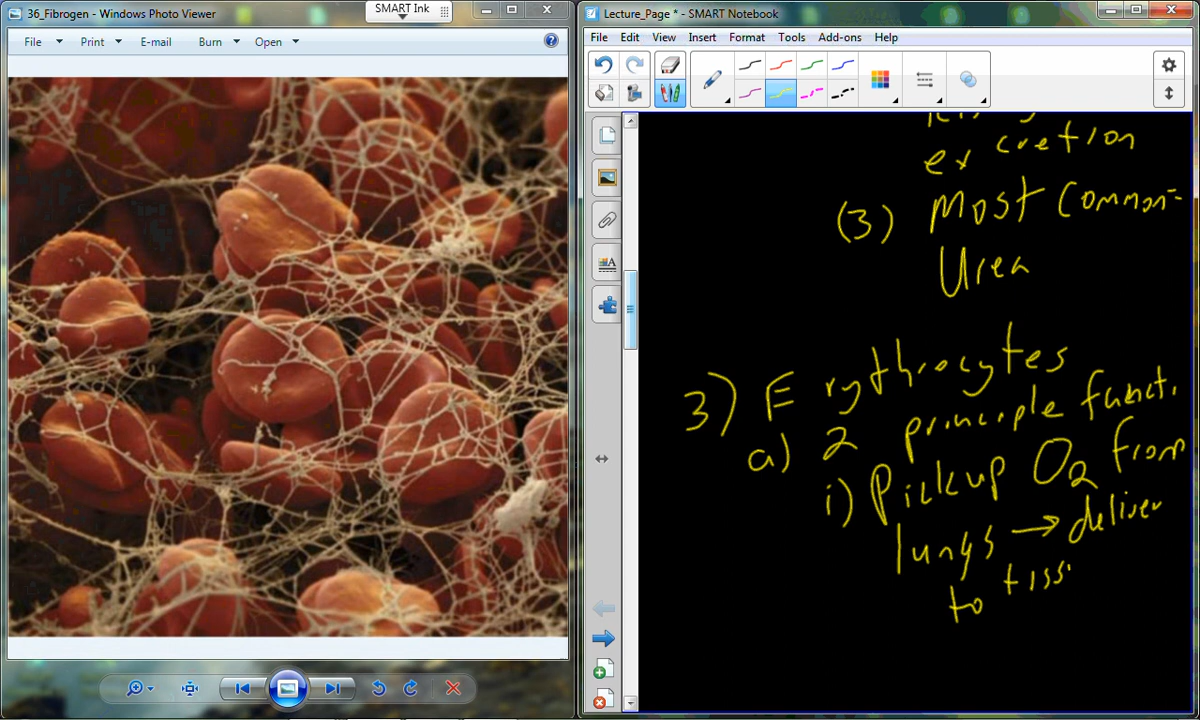 36_Fibrogen - Windows Photo Viewer
SMART Ink
File Print E-mail Burn Open
Lecture_Page * - SMART Notebook
File Edit View Insert Format Tools Add-ons Help
excretion
(3) Most Common-
Urea
3) Erythrocytes
a) 2 principle funct.
i) Pickup O2 from
lungs → deliver
to tiss